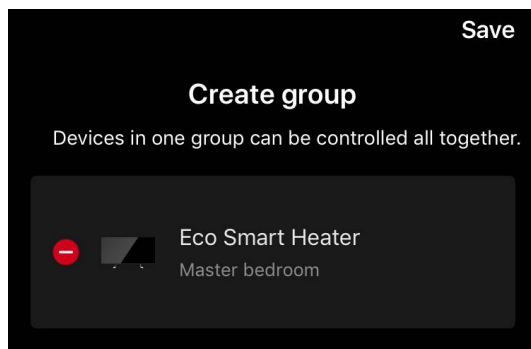 Save
Create group
Devices in one group can be controlled all together.
Eco Smart Heater
Master bedroom